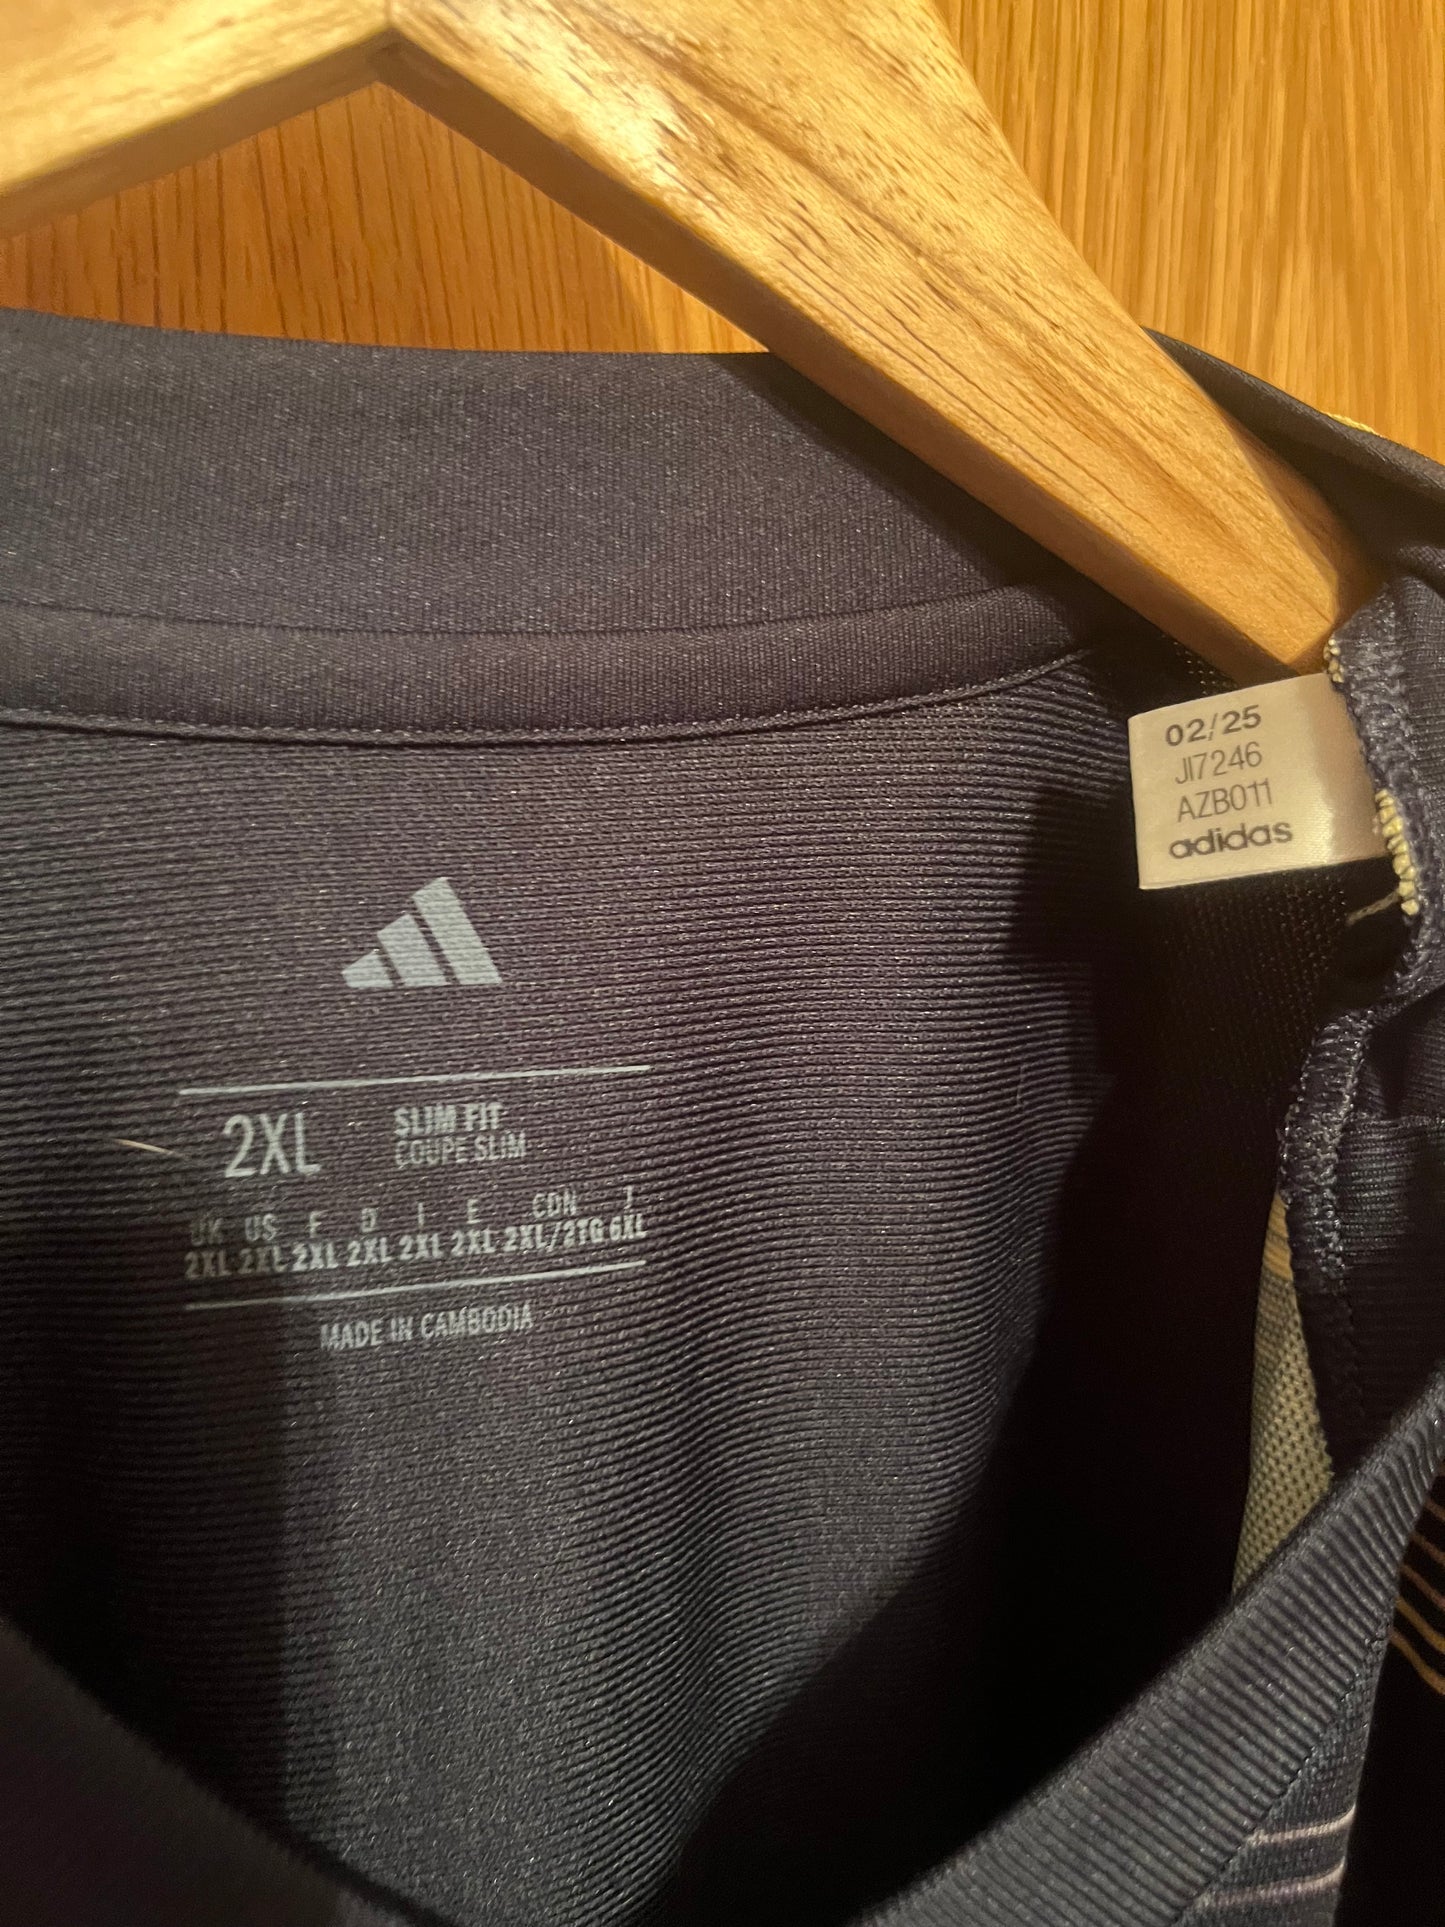 02/25
JI7246
AZB011
adidas
2XL SLIM FIT
COUPE SLIM
UK US F D I E CDN J
2XL 2XL 2XL 2XL 2XL 2XL 2XL/2TG 6XL
MADE IN CAMBODIA